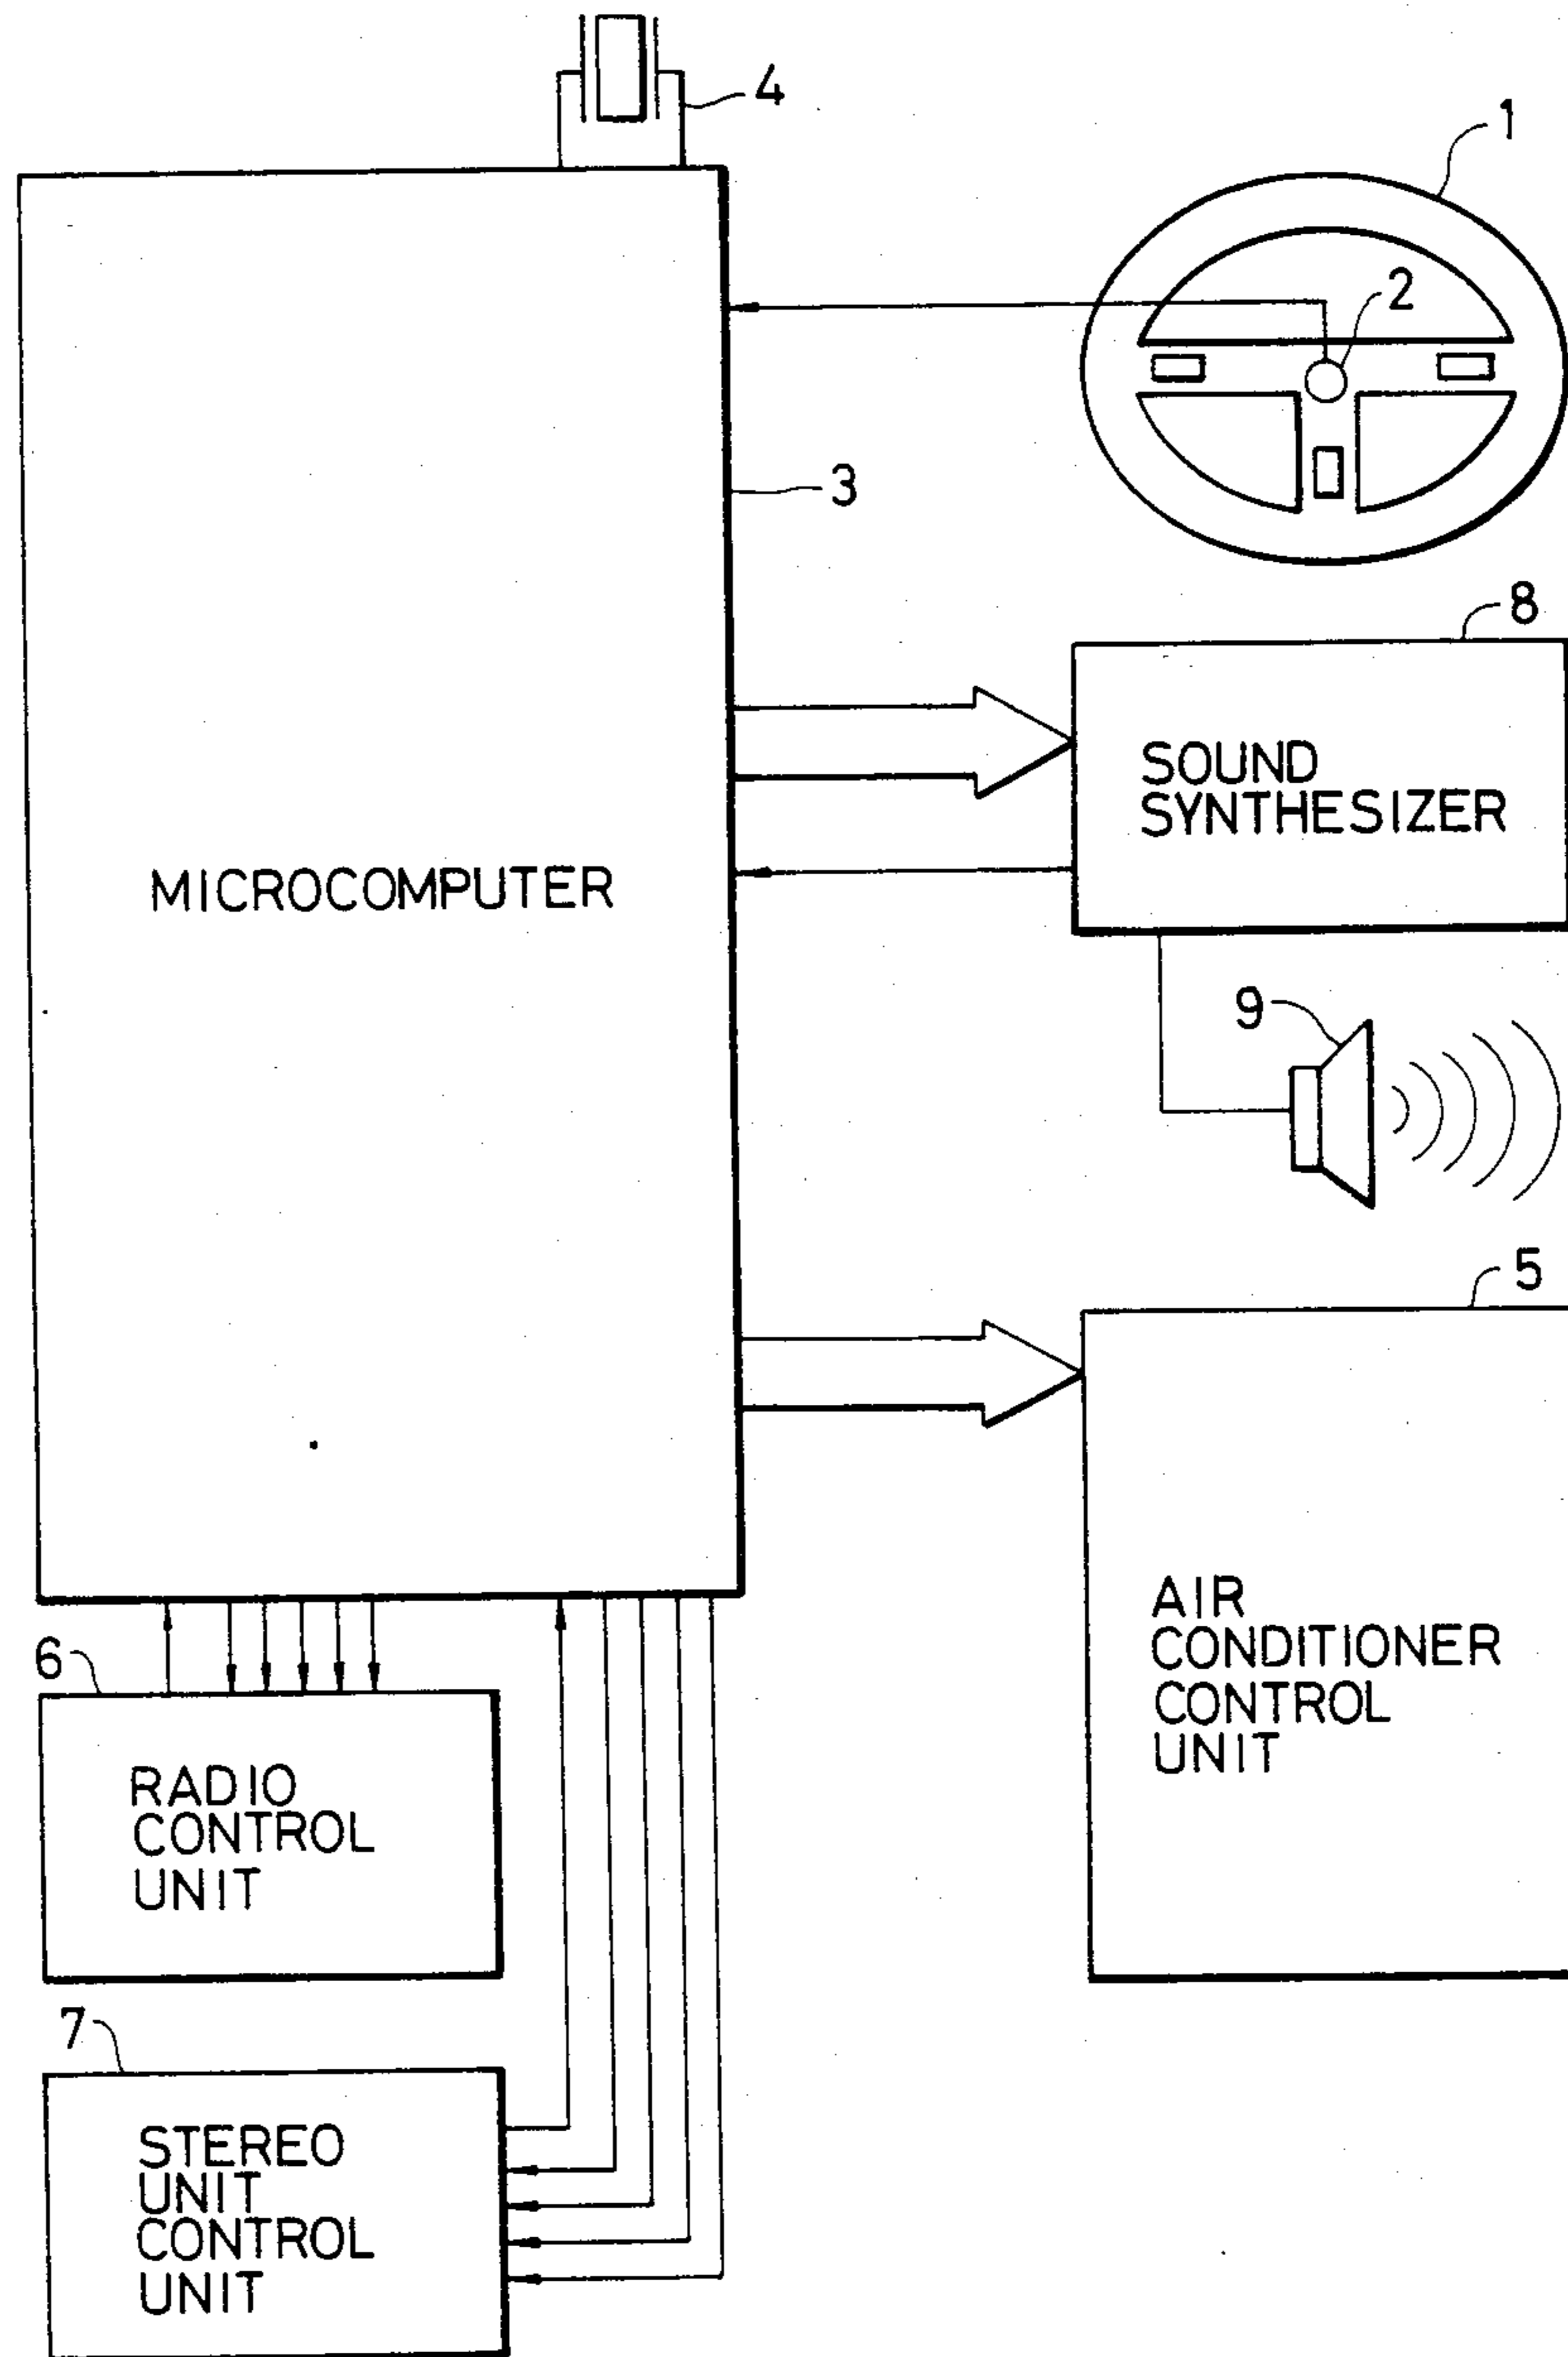 4
1
2
3
8
SOUND
SYNTHESIZER
MICROCOMPUTER
9
5
AIR
CONDITIONER
CONTROL
UNIT
6
RADIO
CONTROL
UNIT
7
STEREO
UNIT
CONTROL
UNIT